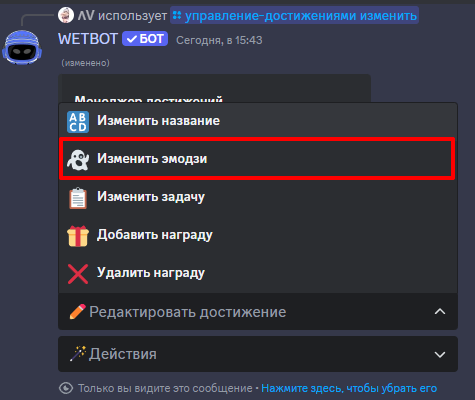 ΛV использует управление-достижениями изменить
WETBOT БОТ Сегодня, в 15:43
(изменено)
Менеджер достижений
Изменить название
Изменить эмодзи
Изменить задачу
Добавить награду
Удалить награду
Редактировать достижение
Действия
Только вы видите это сообщение • Нажмите здесь, чтобы убрать его